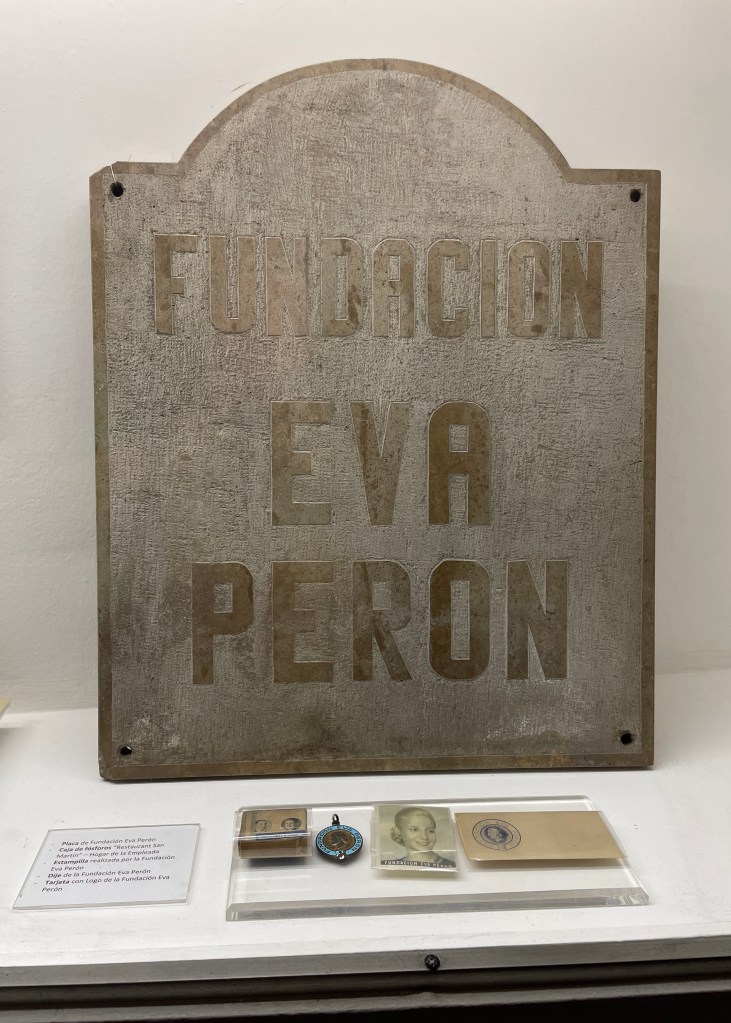 FUNDACION
EVA
PERON
Placa de Fundación Eva Perón
Caja de fósforos "Restaurant San
Martín" – Hogar de la Empleada
Estampilla realizada por la Fundación
Eva Perón
Dije de la Fundación Eva Perón
Tarjeta con Logo de la Fundación Eva
Perón
FUNDACION EVA PERON